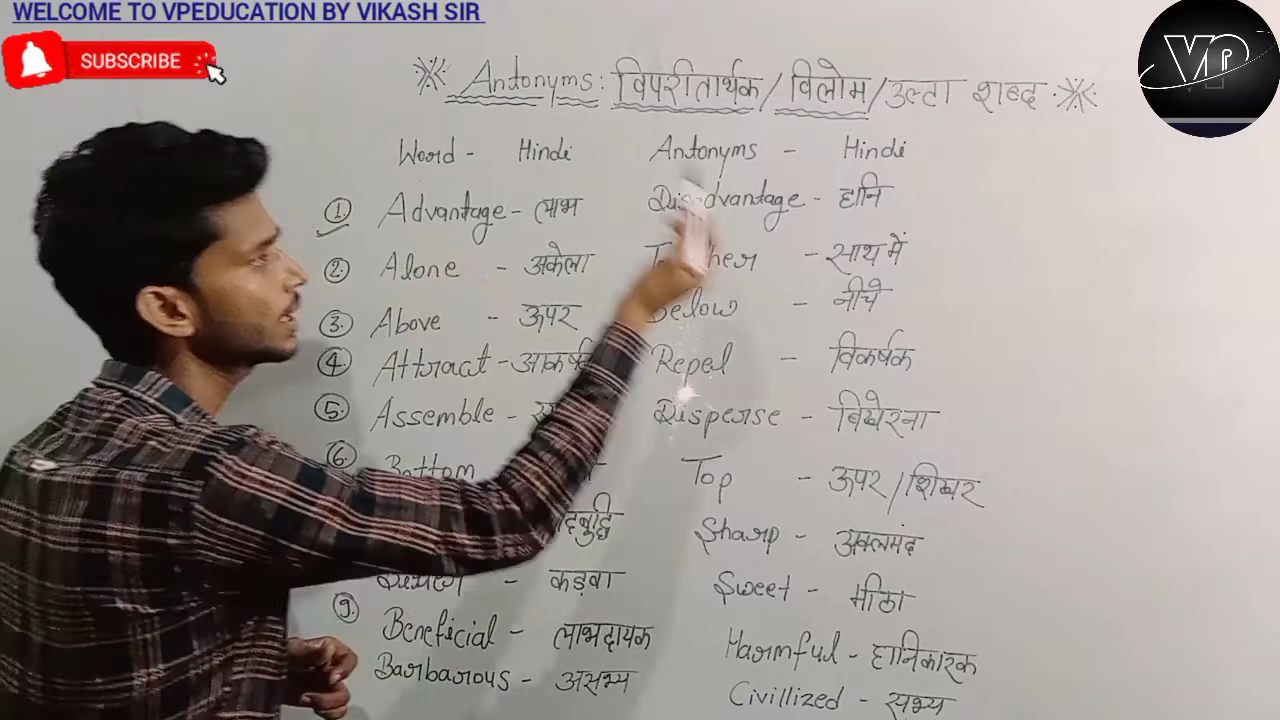 WELCOME TO VPEDUCATION BY VIKASH SIR
SUBSCRIBE
VP
Antonyms: विपरीतार्थक / विलोम / उल्टा शब्द
Word - Hindi Antonyms - Hindi
1. Advantage - लाभ Disadvantage - हानि
2. Alone - अकेला - साथ में
3. Above - ऊपर Below - नीचे
4. Attract - Repel - विकर्षक
5. Assemble - Disperse - बिखेरना
6. Bottom Top - ऊपर / शिखर
Sharp - अक्लमंद
- कड़वा Sweet - मीठा
9. Beneficial - लाभदायक Harmful - हानिकारक
Barbarous - असभ्य Civillized - सभ्य